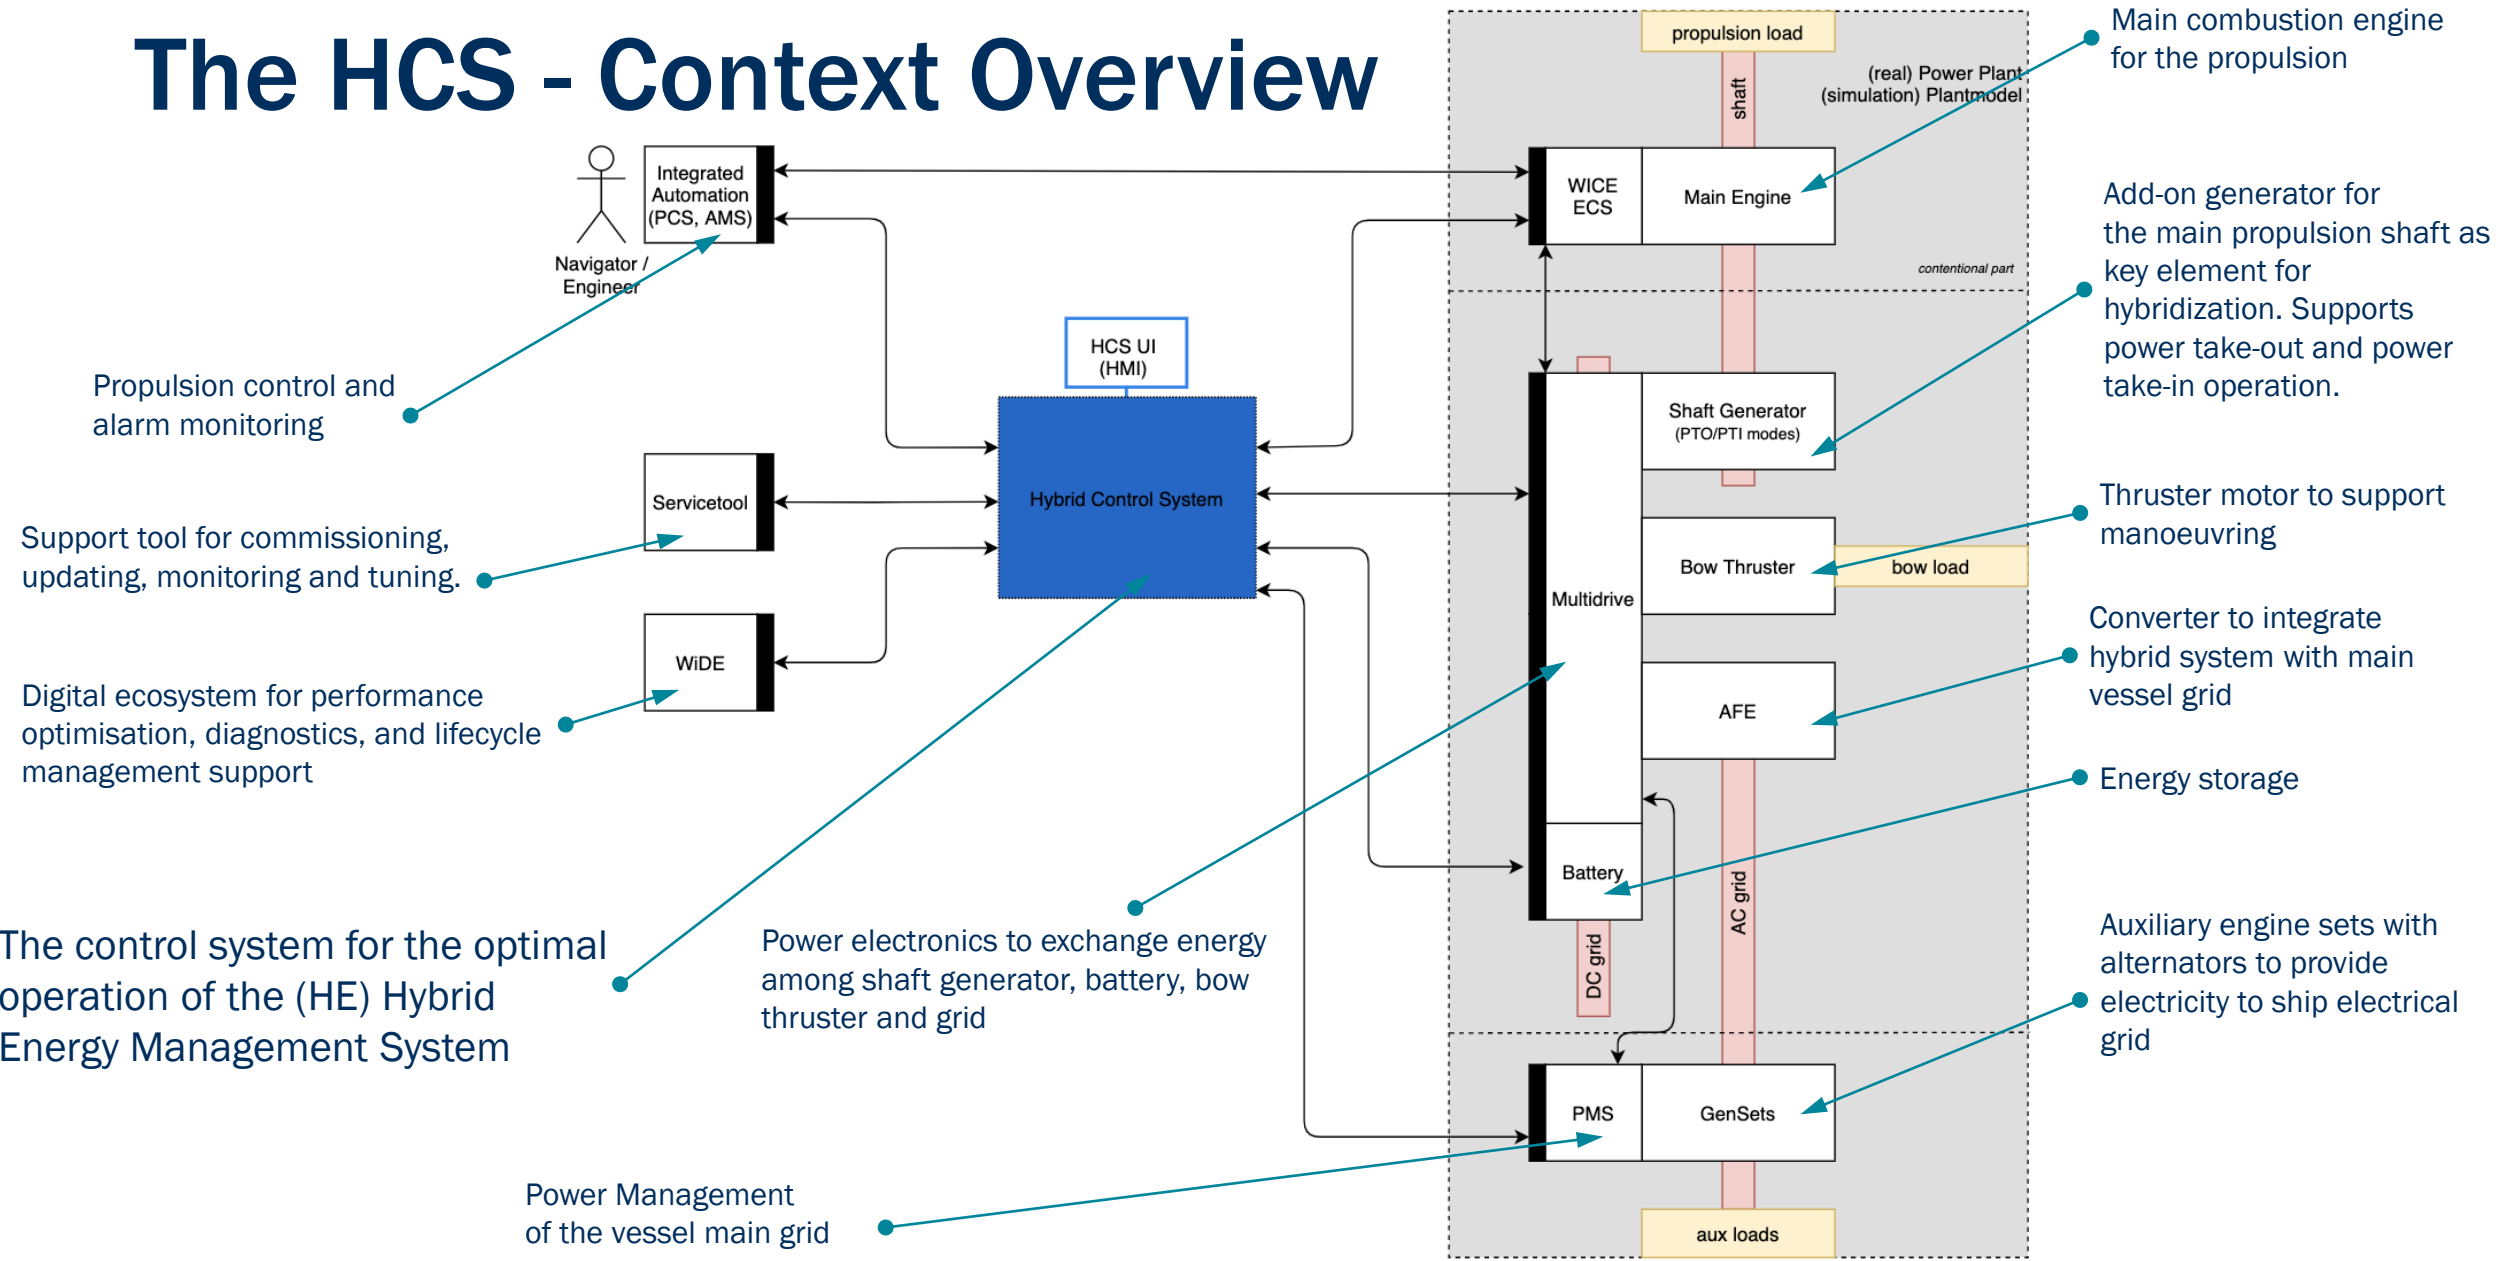 The HCS - Context Overview
propulsion load
shaft
(real) Power Plant
(simulation) Plantmodel
Main combustion engine
for the propulsion
Integrated
Automation
(PCS, AMS)
Navigator /
Engineer
WICE
ECS
Main Engine
contentional part
Add-on generator for
the main propulsion shaft as
key element for
hybridization. Supports
power take-out and power
take-in operation.
Propulsion control and
alarm monitoring
HCS UI
(HMI)
Hybrid Control System
Shaft Generator
(PTO/PTI modes)
Servicetool
Support tool for commissioning,
updating, monitoring and tuning.
Thruster motor to support
manoeuvring
Multidrive
Bow Thruster
bow load
WiDE
Digital ecosystem for performance
optimisation, diagnostics, and lifecycle
management support
AFE
Converter to integrate
hybrid system with main
vessel grid
Energy storage
Battery
AC grid
DC grid
The control system for the optimal
operation of the (HE) Hybrid
Energy Management System
Power electronics to exchange energy
among shaft generator, battery, bow
thruster and grid
Auxiliary engine sets with
alternators to provide
electricity to ship electrical
grid
PMS
GenSets
Power Management
of the vessel main grid
aux loads